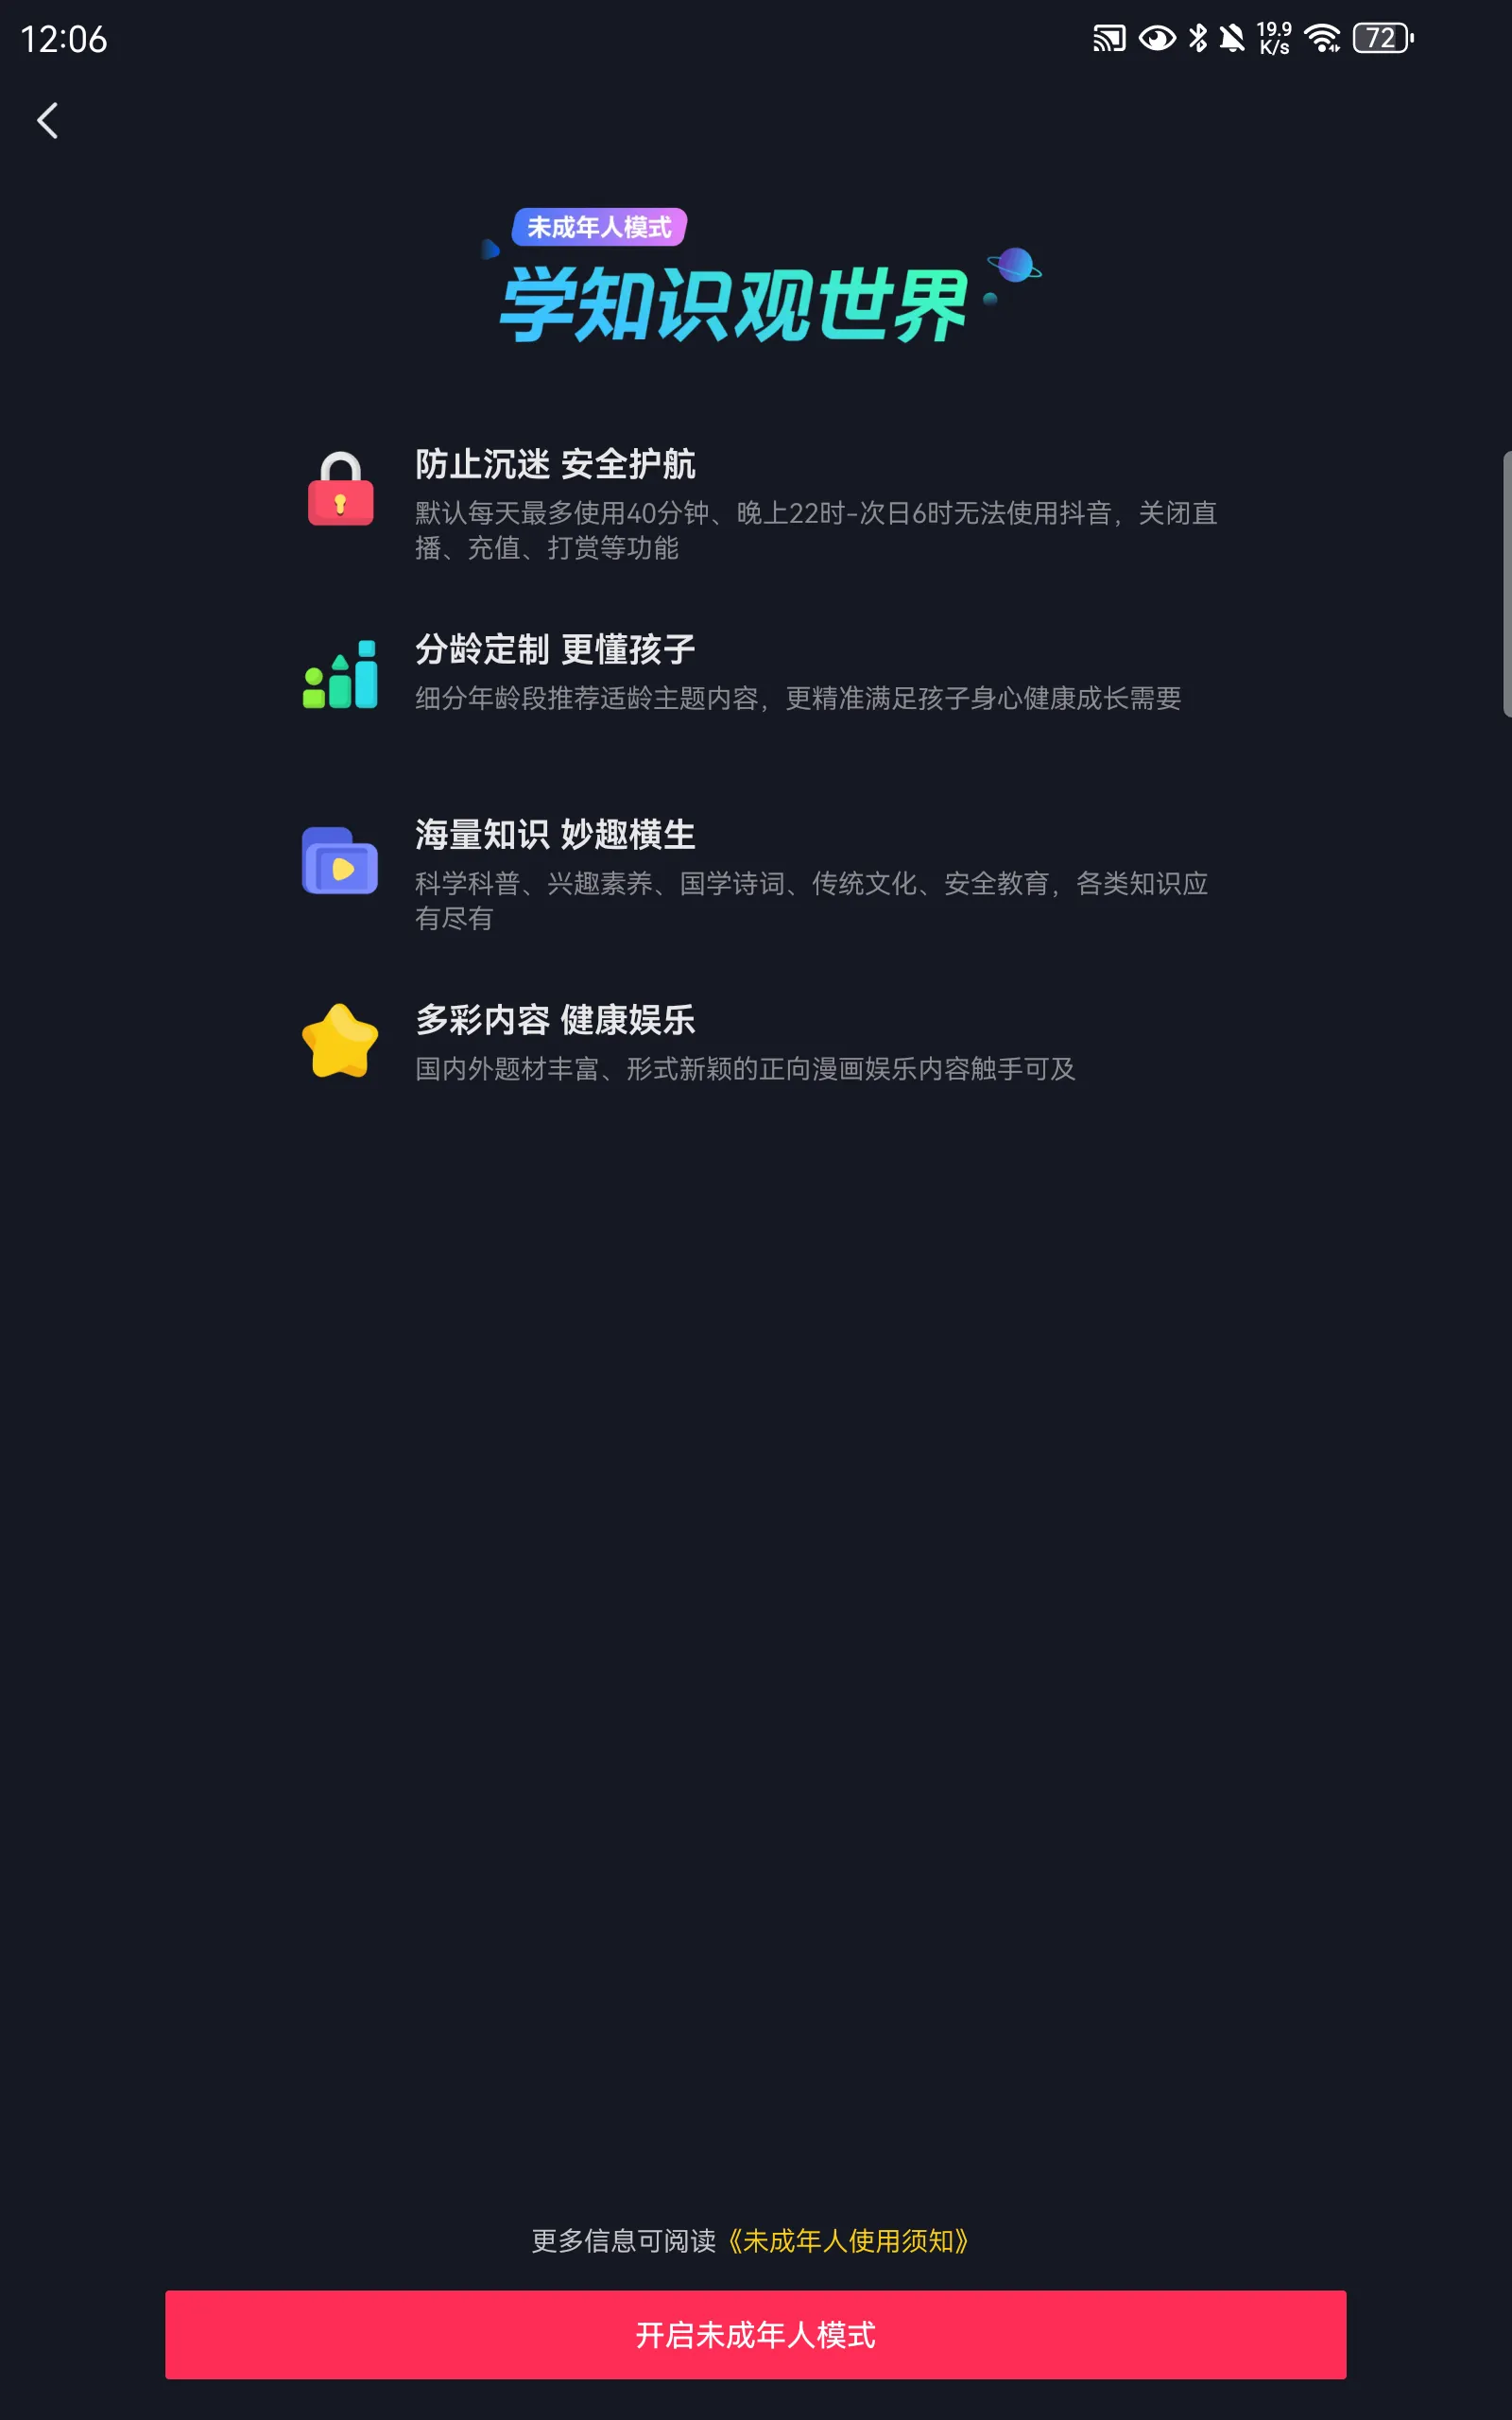 12:06
19.9
K/s
72
未成年人模式
学知识观世界
防止沉迷 安全护航
默认每天最多使用40分钟、晚上22时-次日6时无法使用抖音，关闭直
播、充值、打赏等功能
分龄定制 更懂孩子
细分年龄段推荐适龄主题内容，更精准满足孩子身心健康成长需要
海量知识 妙趣横生
科学科普、兴趣素养、国学诗词、传统文化、安全教育，各类知识应
有尽有
多彩内容 健康娱乐
国内外题材丰富、形式新颖的正向漫画娱乐内容触手可及
更多信息可阅读《未成年人使用须知》
开启未成年人模式